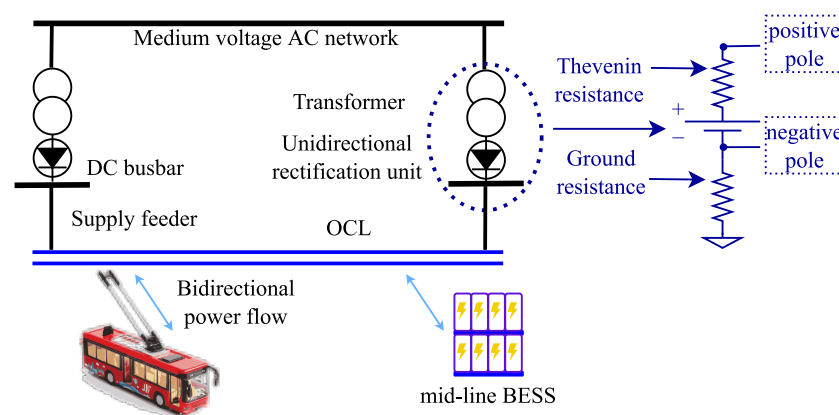 Medium voltage AC network
Transformer
Unidirectional
rectification unit
DC busbar
Supply feeder
OCL
Bidirectional
power flow
mid-line BESS
Thevenin
resistance
+
−
Ground
resistance
positive
pole
negative
pole